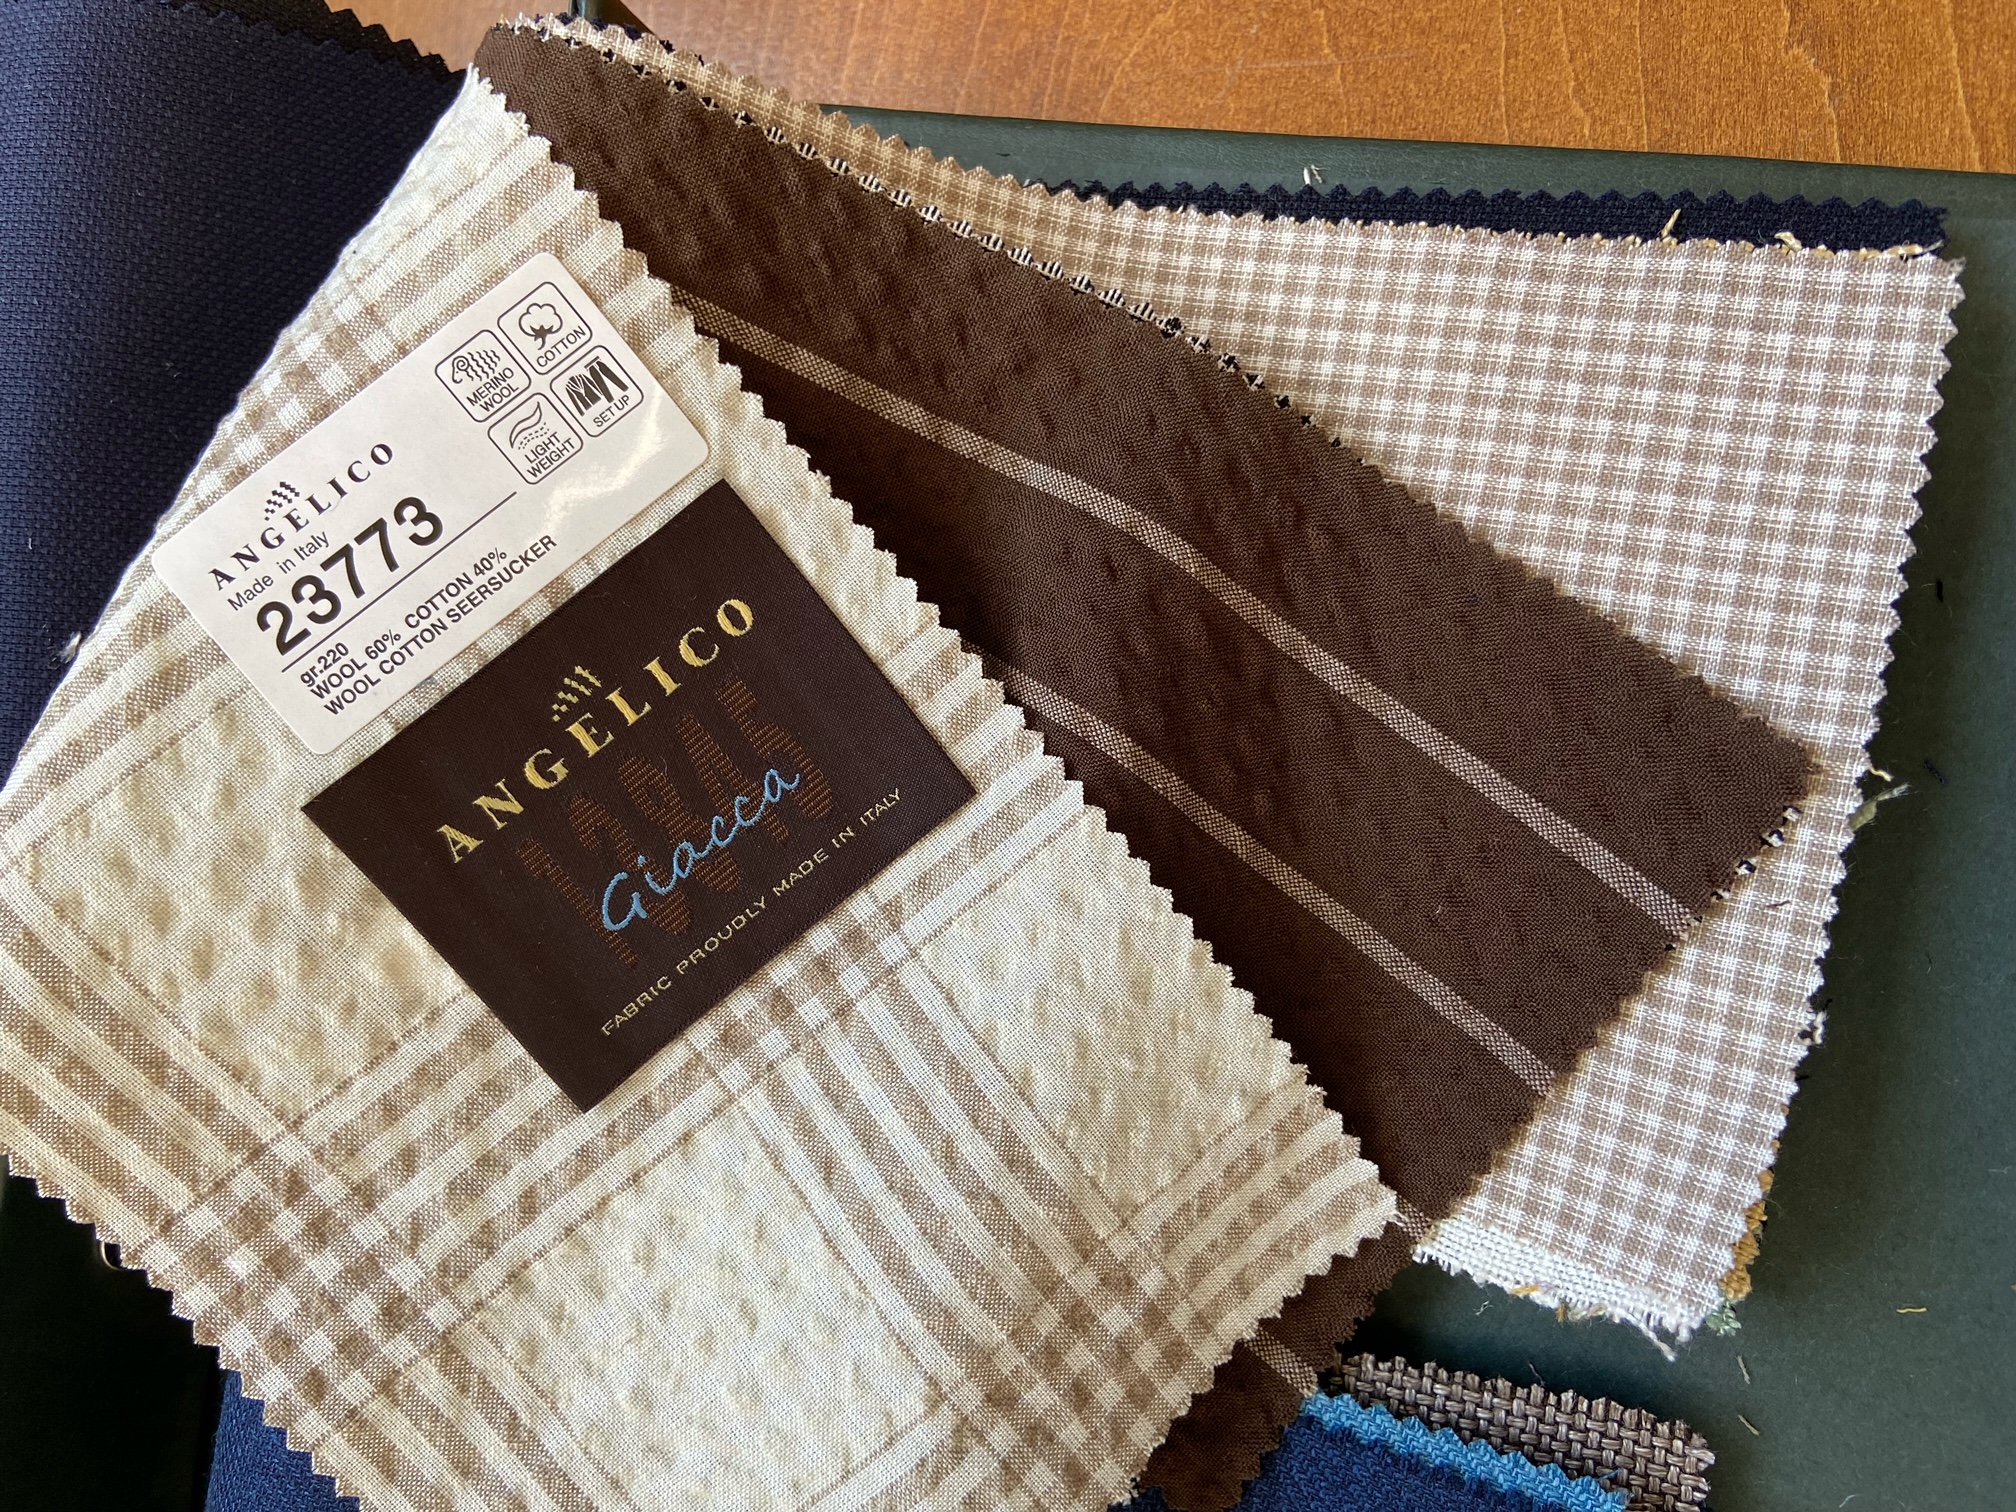 MERINO
WOOL
COTTON
LIGHT
WEIGHT
SET UP
ANGELICO
Made in Italy
23773
gr.220
WOOL 60% COTTON 40%
WOOL COTTON SEERSUCKER
ANGELICO
Giacca
FABRIC PROUDLY MADE IN ITALY